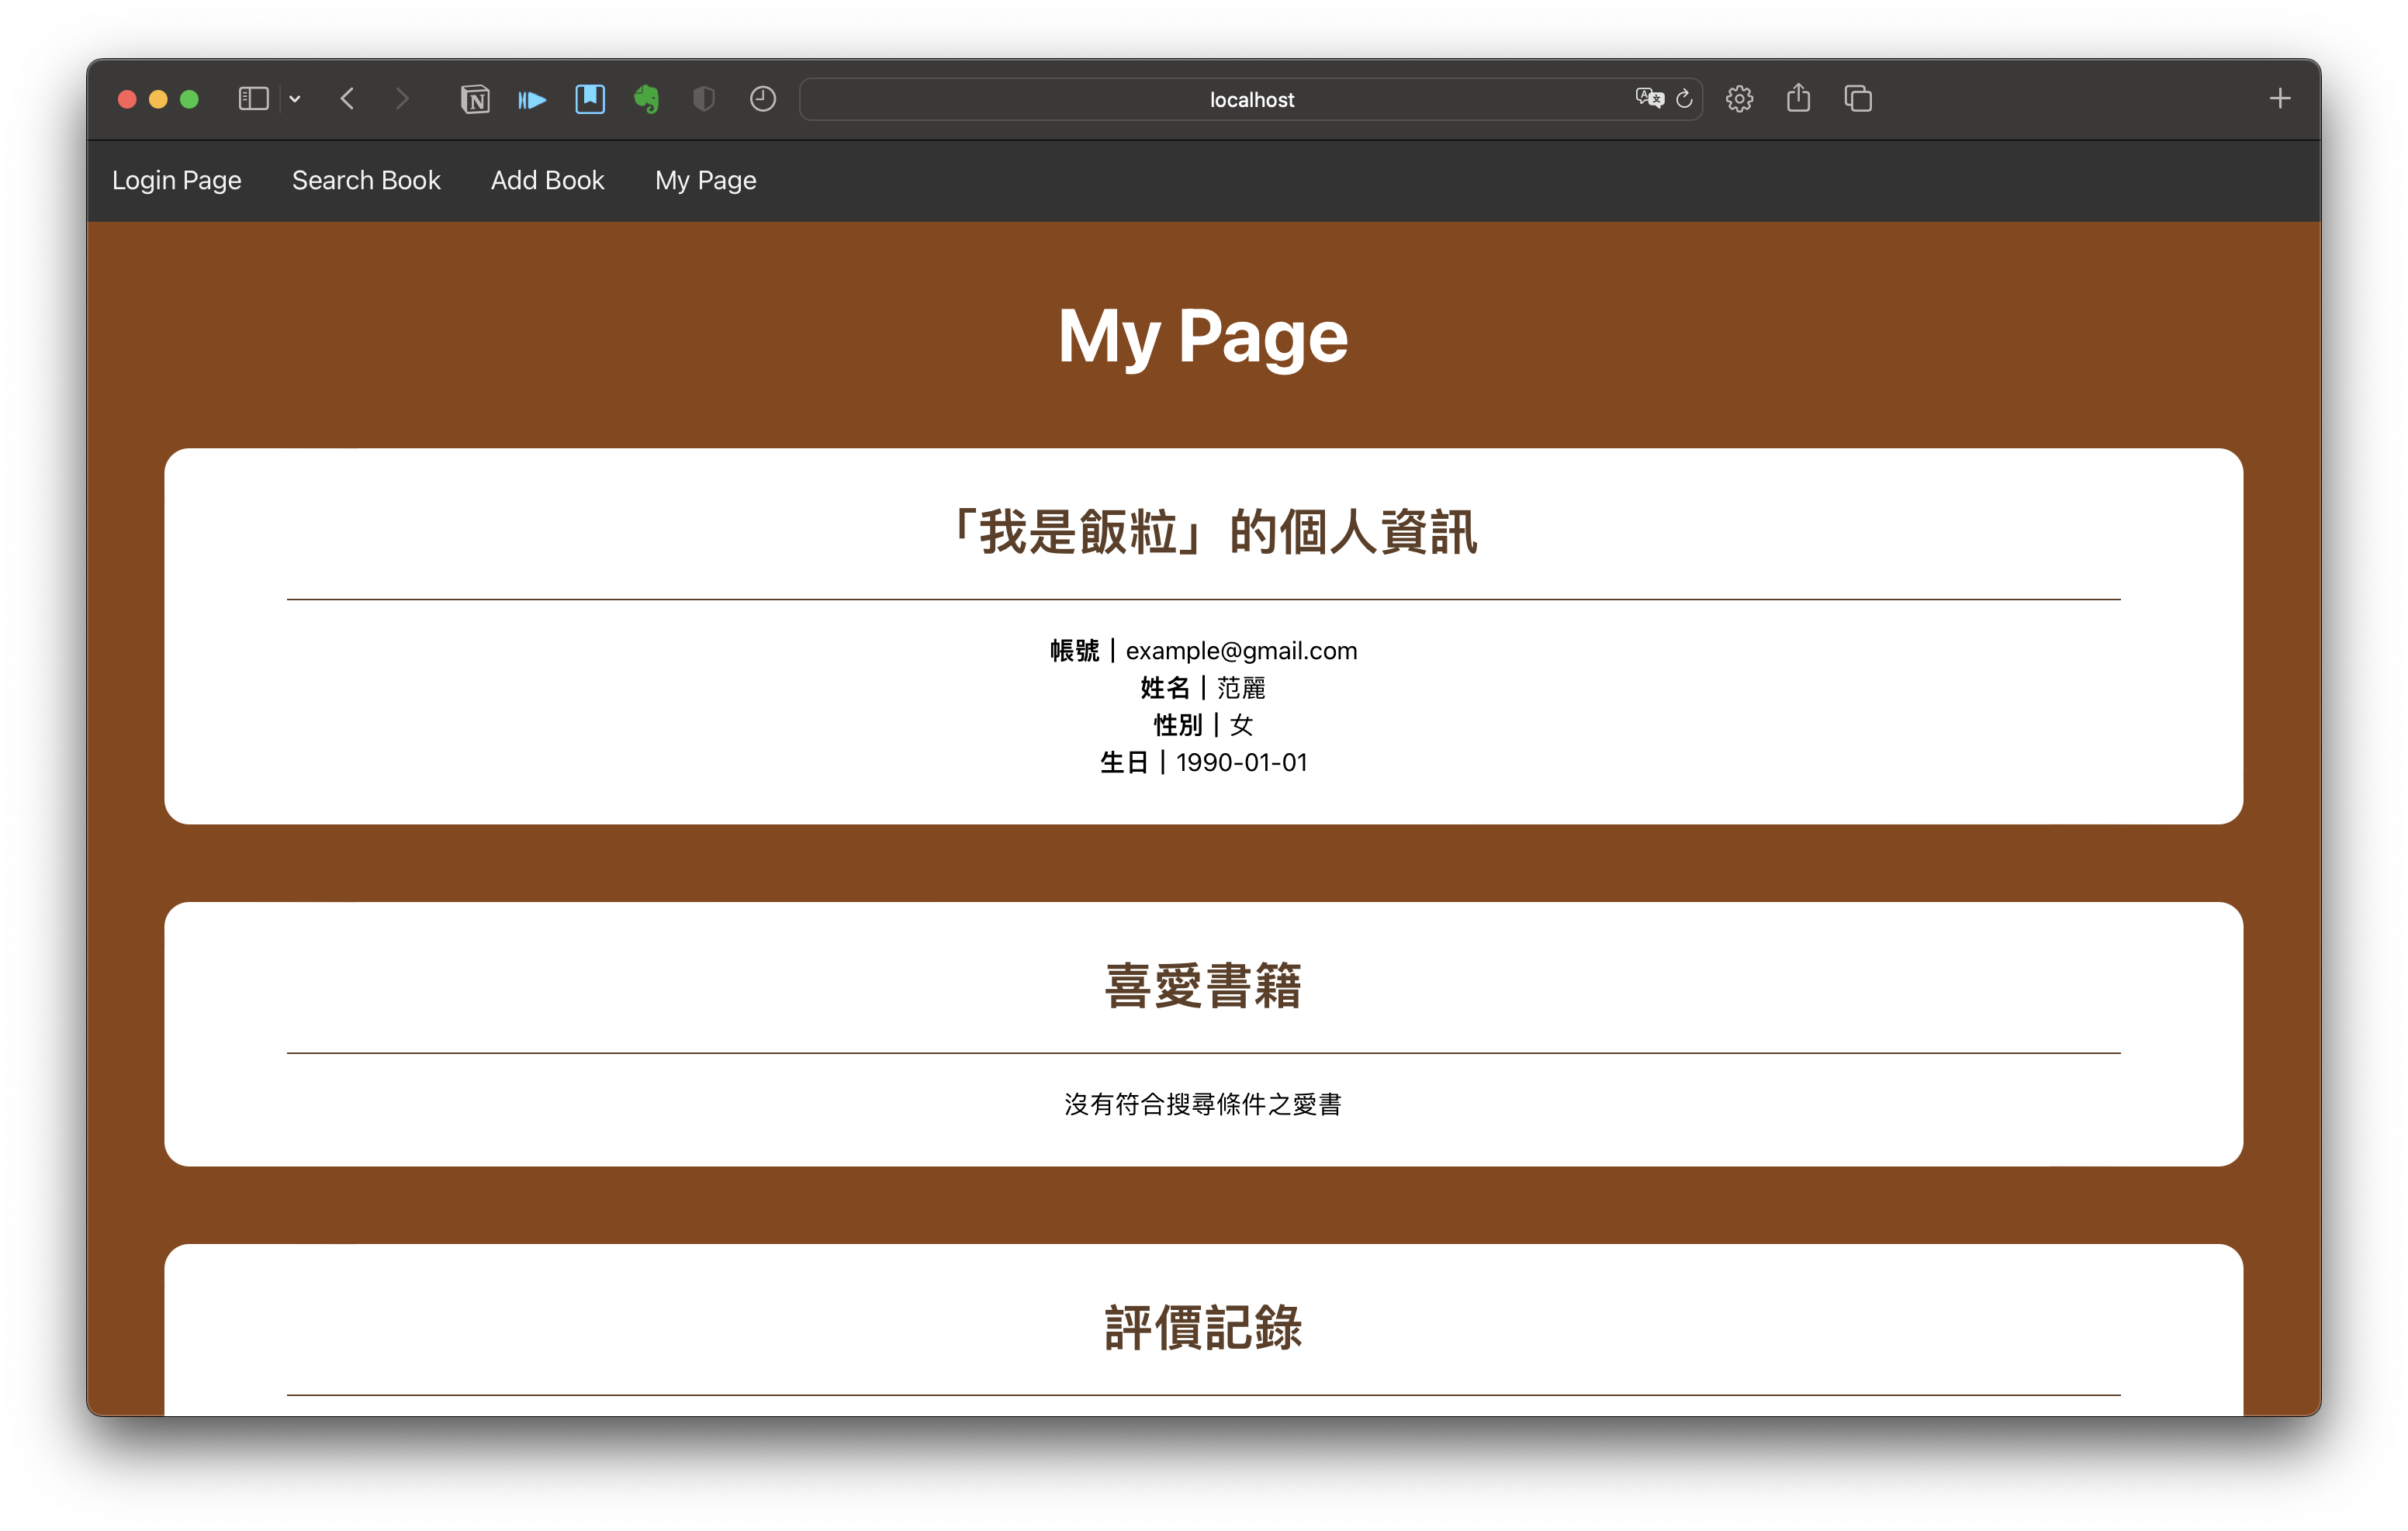 localhost
Login Page Search Book Add Book My Page
My Page
「我是飯粒」的個人資訊
帳號｜example@gmail.com
姓名｜范麗
性別｜女
生日｜1990-01-01
喜愛書籍
沒有符合搜尋條件之愛書
評價記錄